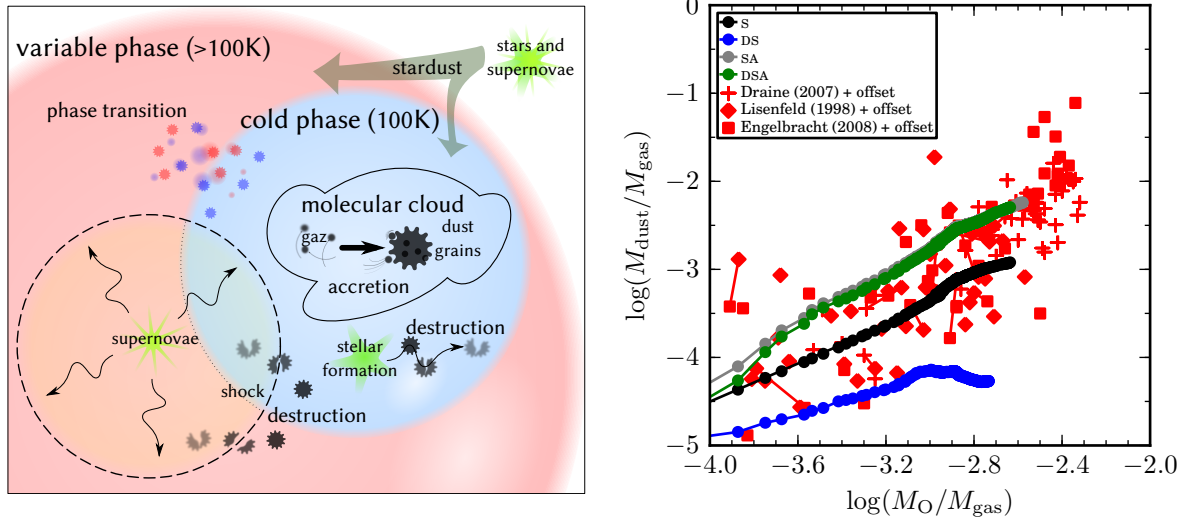 variable phase (>100K)
stars and
supernovae
stardust
phase transition
cold phase (100K)
molecular cloud
gaz
dust
grains
accretion
destruction
supernovae
stellar
formation
shock
destruction
0
−1
−2
−3
−4
−5
log(M_dust/M_gas)
S
DS
SA
DSA
Draine (2007) + offset
Lisenfeld (1998) + offset
Engelbracht (2008) + offset
−4.0 −3.6 −3.2 −2.8 −2.4 −2.0
log(M_O/M_gas)